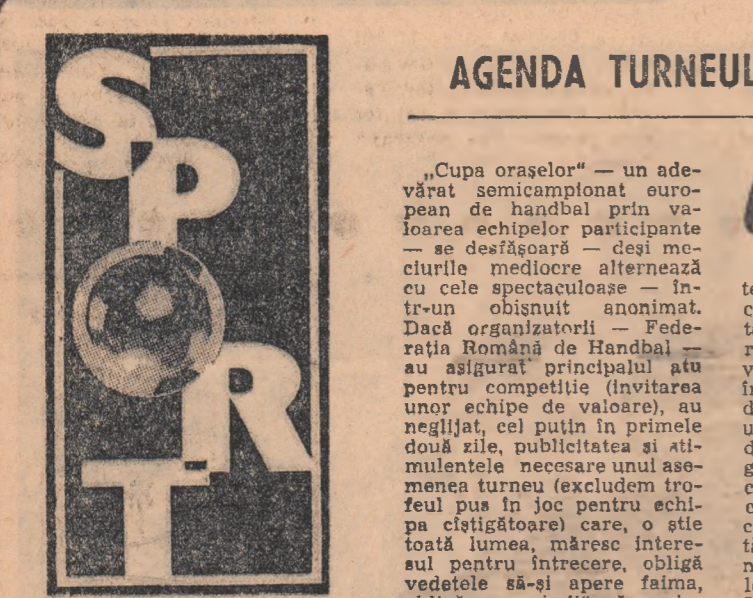 SPORT
AGENDA TURNEUL
„Cupa orașelor“ — un ade-
vărat semicampionat euro-
pean de handbal prin va-
loarea echipelor participante
— se desfășoară — deși me-
ciurile mediocre alternează
cu cele spectaculoase — în-
tr-un obișnuit anonimat.
Dacă organizatorii — Fede-
rația Română de Handbal —
au asigurat principalul atu
pentru competiție (invitarea
unor echipe de valoare), au
neglijat, cel puțin în primele
două zile, publicitatea și sti-
mulentele necesare unui ase-
menea turneu (excludem tro-
feul pus în joc pentru echi-
pa cîștigătoare) care, o știe
toată lumea, măresc intere-
sul pentru întrecere, obligă
vedetele să-și apere faima,